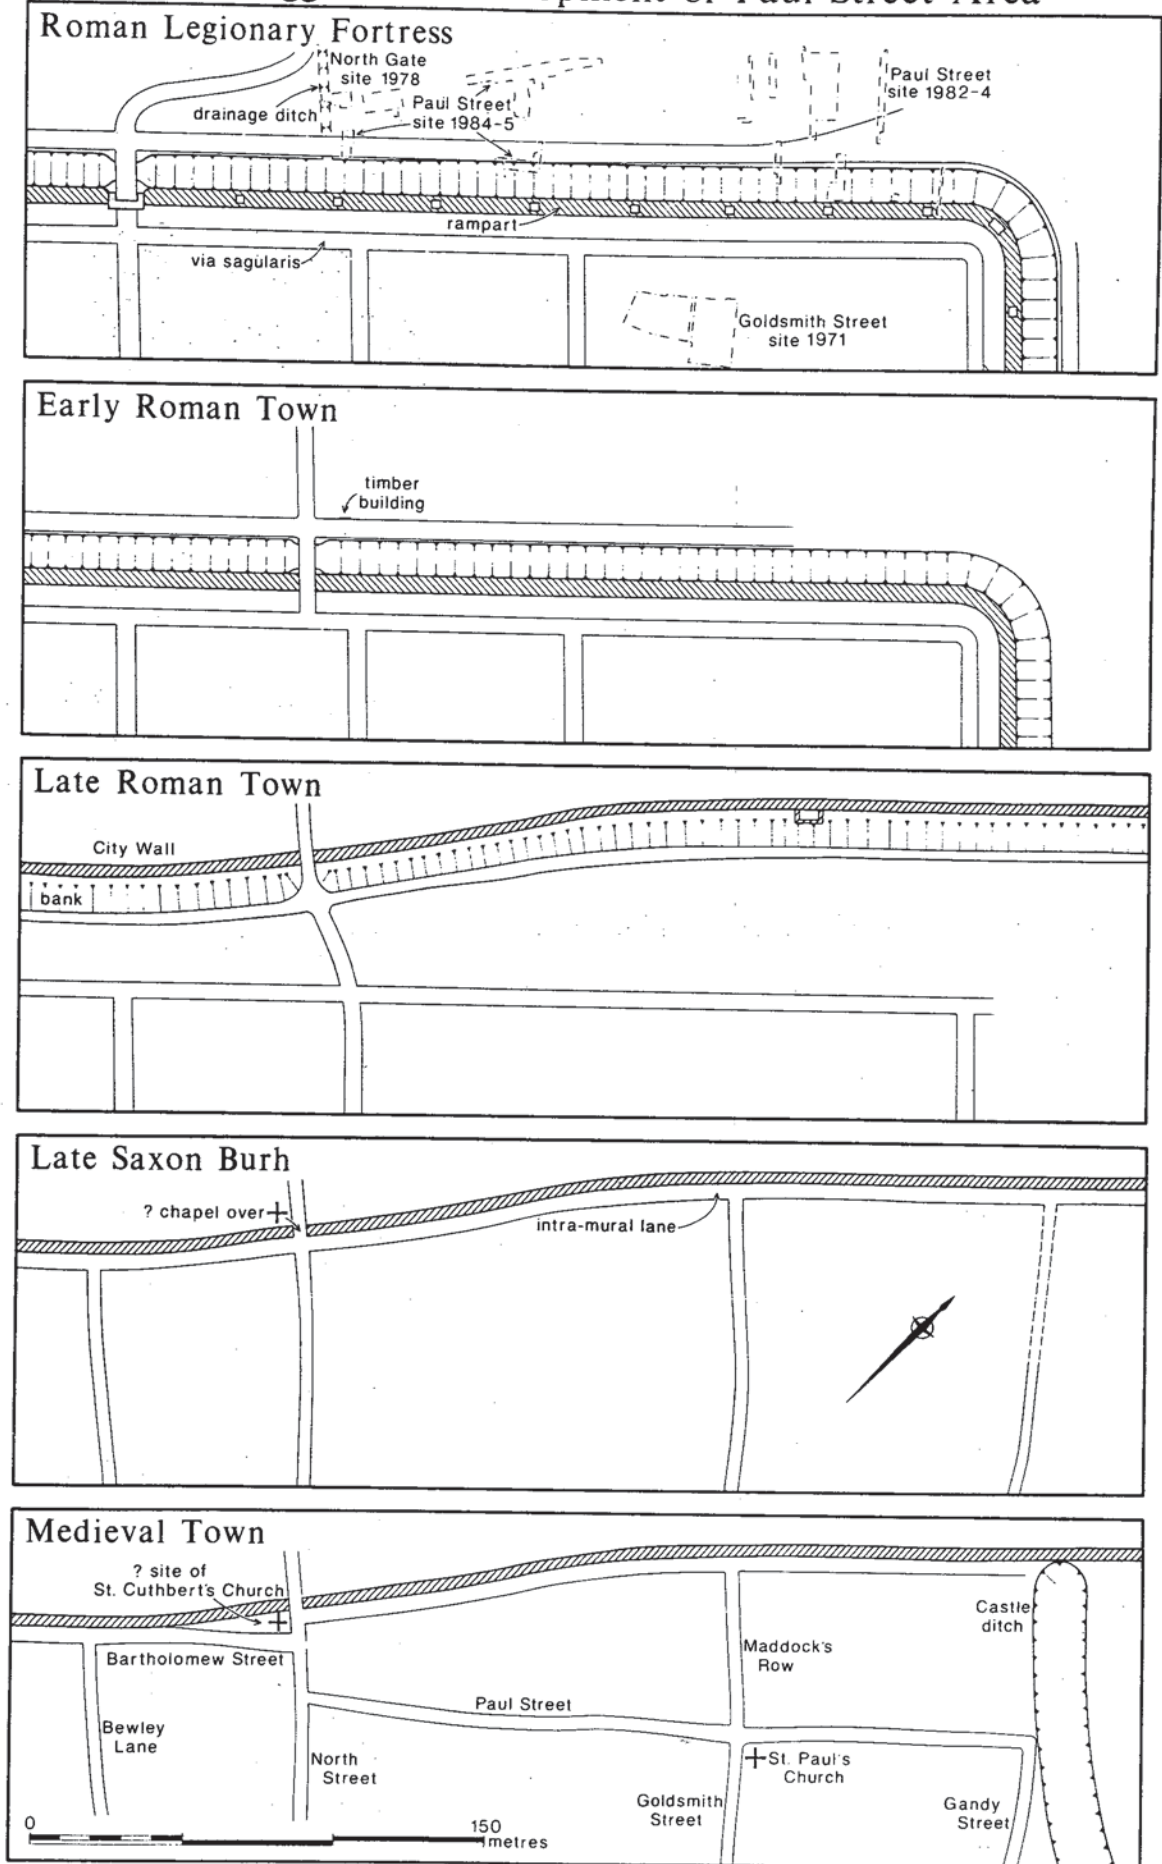 Paul Street Area
Roman Legionary Fortress
North Gate
site 1978
drainage ditch
Paul Street
site 1984-5
Paul Street
site 1982-4
rampart
via sagularis
Goldsmith Street
site 1971
Early Roman Town
timber
building
Late Roman Town
City Wall
bank
Late Saxon Burh
? chapel over
intra-mural lane
Medieval Town
? site of
St. Cuthbert's Church
Castle
ditch
Bartholomew Street
Maddock's
Row
Paul Street
Bewley
Lane
North
Street
St. Paul's
Church
Goldsmith
Street
Gandy
Street
0
150
metres